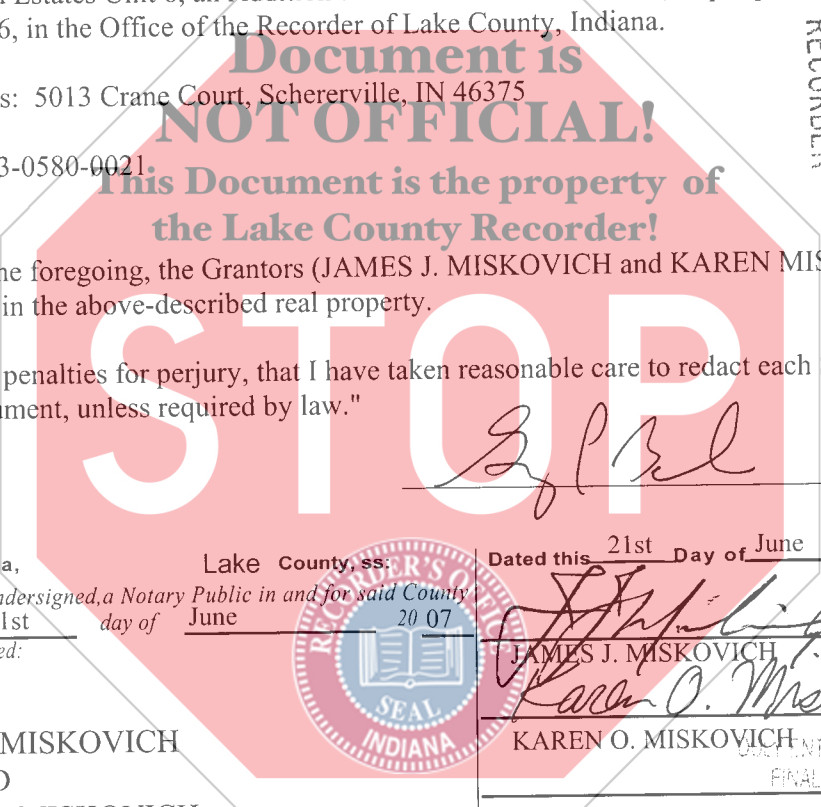 Estates Unit
6, in the Office of the Recorder of Lake County, Indiana.
RECORDER
Document is
s: 5013 Crane Court, Schererville, IN 46375
NOT OFFICIAL!
3-0580-0021
This Document is the property of
the Lake County Recorder!
ne foregoing, the Grantors (JAMES J. MISKOVICH and KAREN MIS
in the above-described real property.
STOP
penalties for perjury, that I have taken reasonable care to redact each
ument, unless required by law."
a, Lake County, ss:
ndersigned, a Notary Public in and for said County
1st day of June 20 07
ed:
Dated this 21st Day of June
JAMES J. MISKOVICH
Karen O. Mis
KAREN O. MISKOVICH
RECORDER'S OFFICE
SEAL
INDIANA
MISKOVICH
FINAL